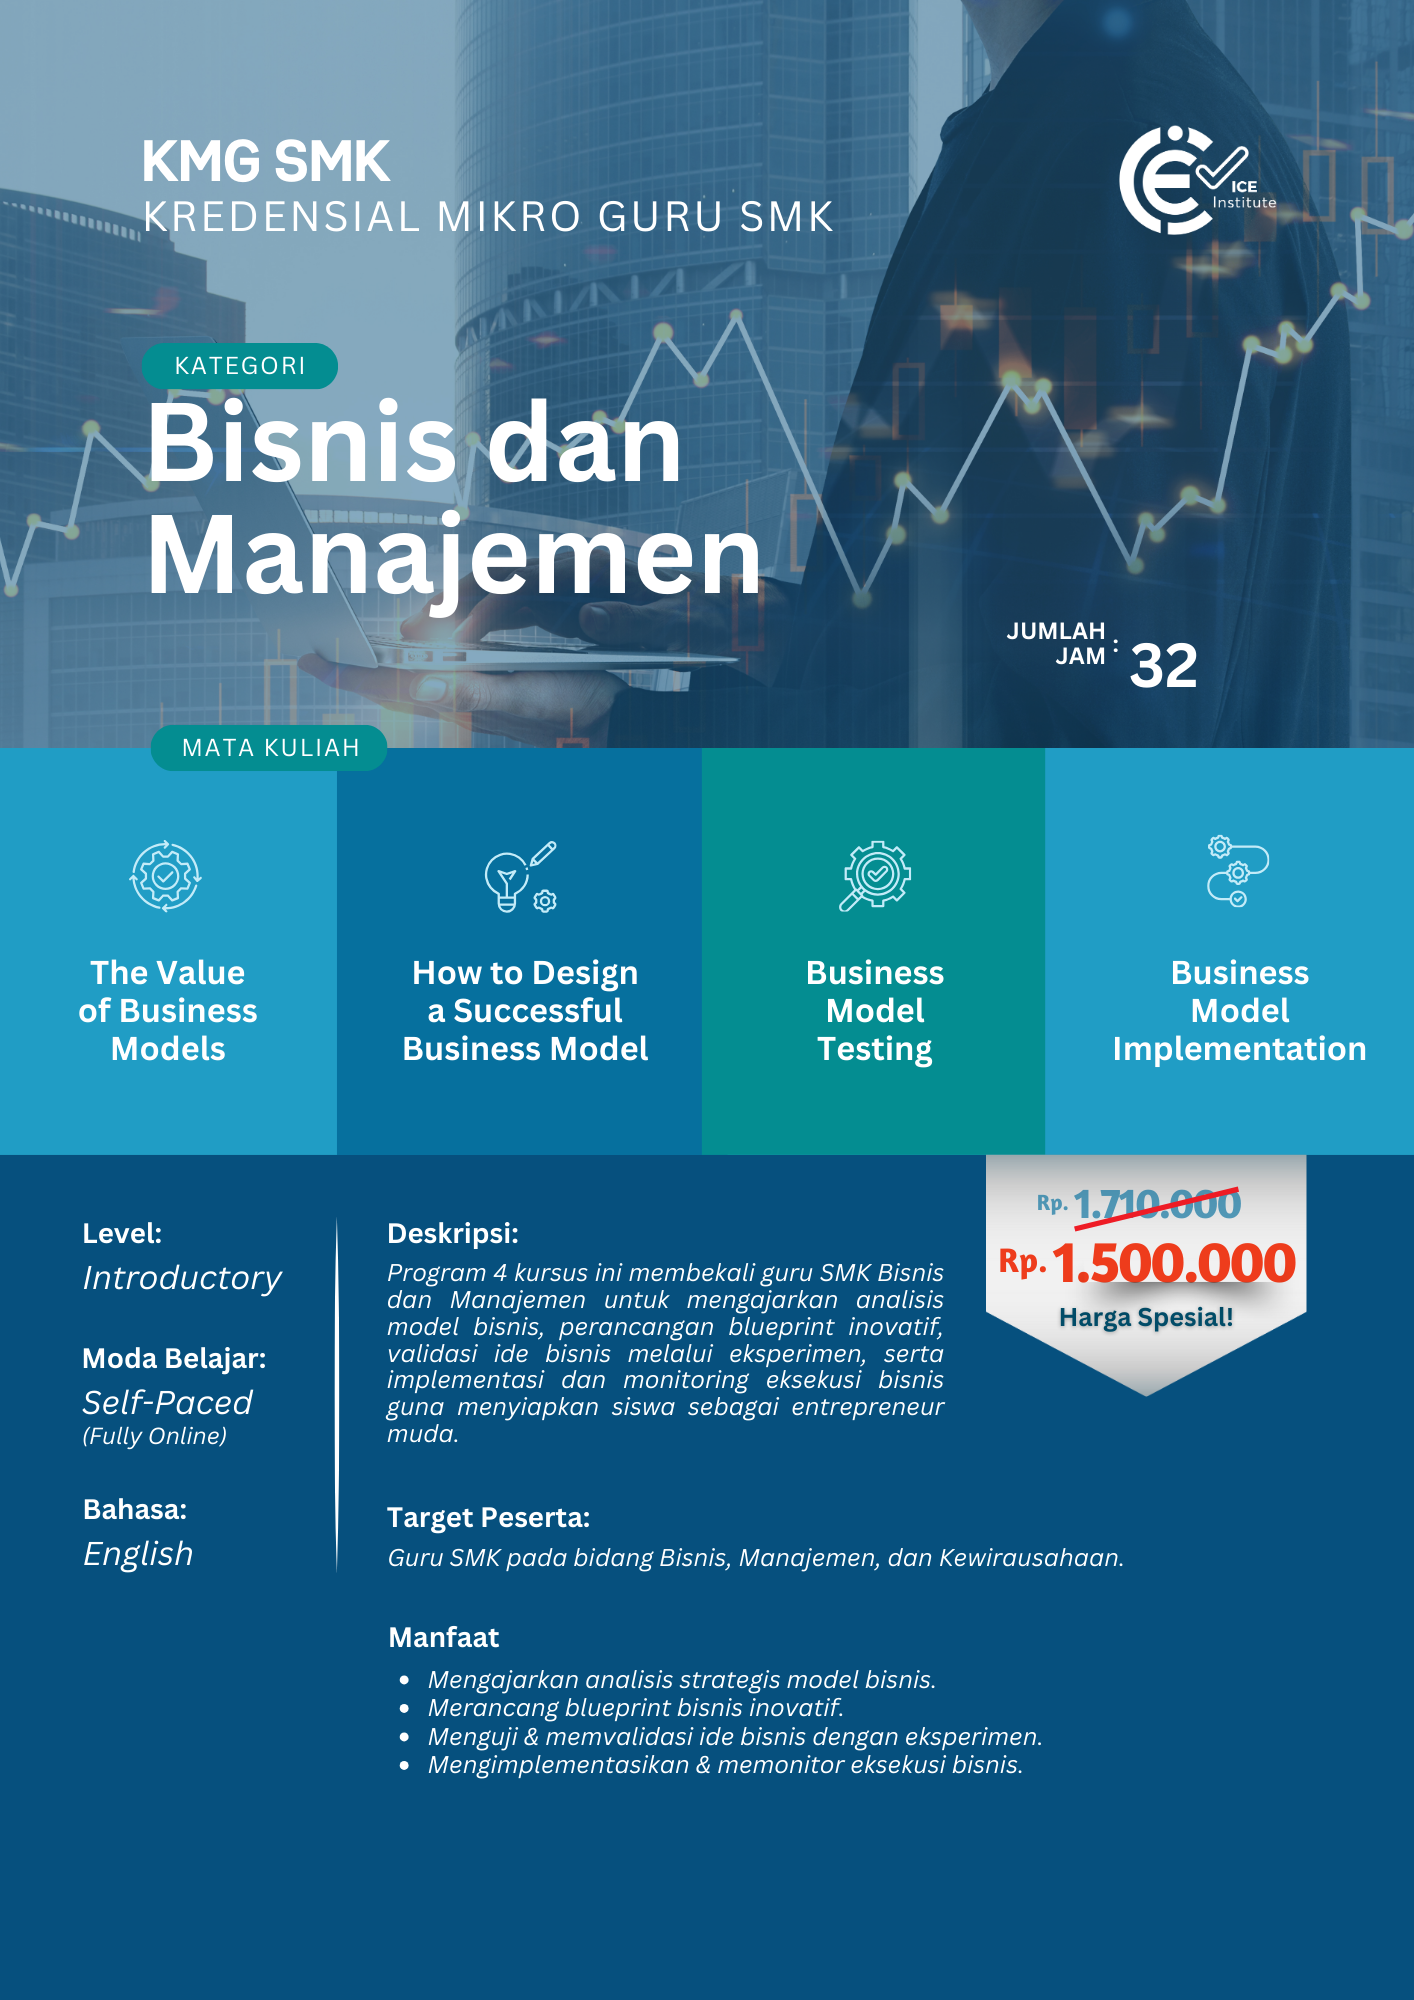 KMG SMK
KREDENSIAL MIKRO GURU SMK
ICE
Institute
KATEGORI
Bisnis dan
Manajemen
JUMLAH
JAM : 32
MATA KULIAH
The Value
of Business
Models
How to Design
a Successful
Business Model
Business
Model
Testing
Business
Model
Implementation
Rp. 1.710.000
Rp. 1.500.000
Harga Spesial!
Level:
Introductory
Moda Belajar:
Self-Paced
(Fully Online)
Bahasa:
English
Deskripsi:
Program 4 kursus ini membekali guru SMK Bisnis
dan Manajemen untuk mengajarkan analisis
model bisnis, perancangan blueprint inovatif,
validasi ide bisnis melalui eksperimen, serta
implementasi dan monitoring eksekusi bisnis
guna menyiapkan siswa sebagai entrepreneur
muda.
Target Peserta:
Guru SMK pada bidang Bisnis, Manajemen, dan Kewirausahaan.
Manfaat
• Mengajarkan analisis strategis model bisnis.
• Merancang blueprint bisnis inovatif.
• Menguji & memvalidasi ide bisnis dengan eksperimen.
• Mengimplementasikan & memonitor eksekusi bisnis.